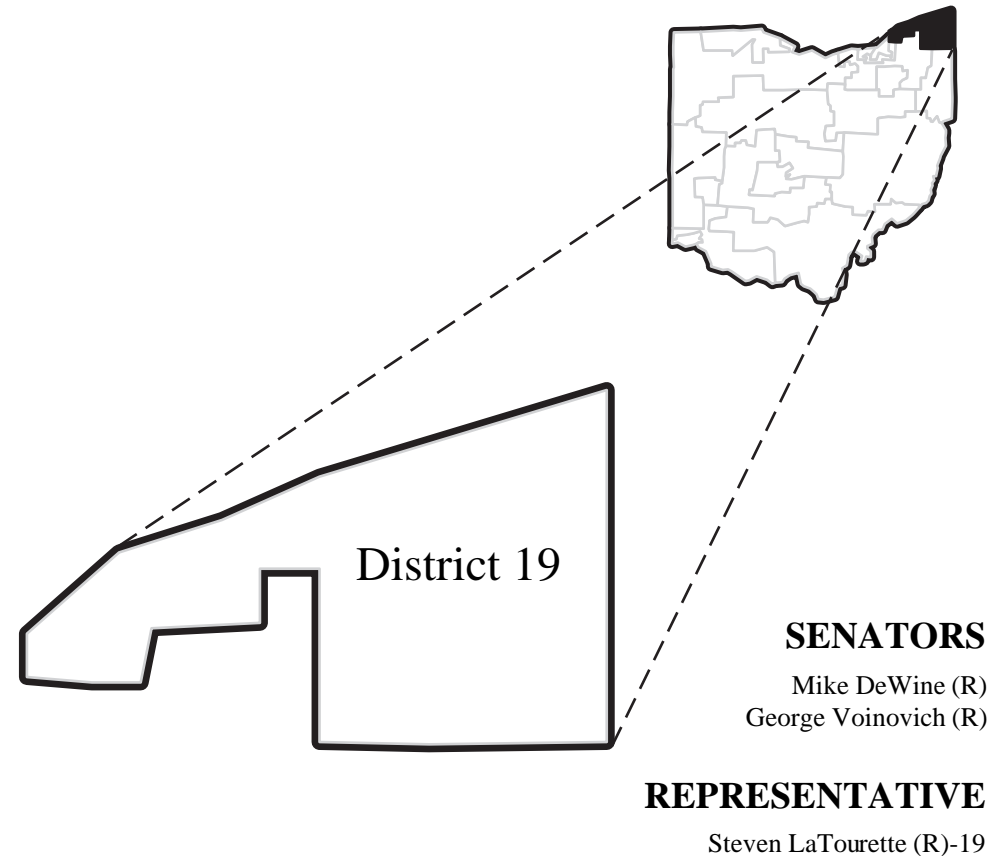 District 19
SENATORS
Mike DeWine (R)
George Voinovich (R)
REPRESENTATIVE
Steven LaTourette (R)-19